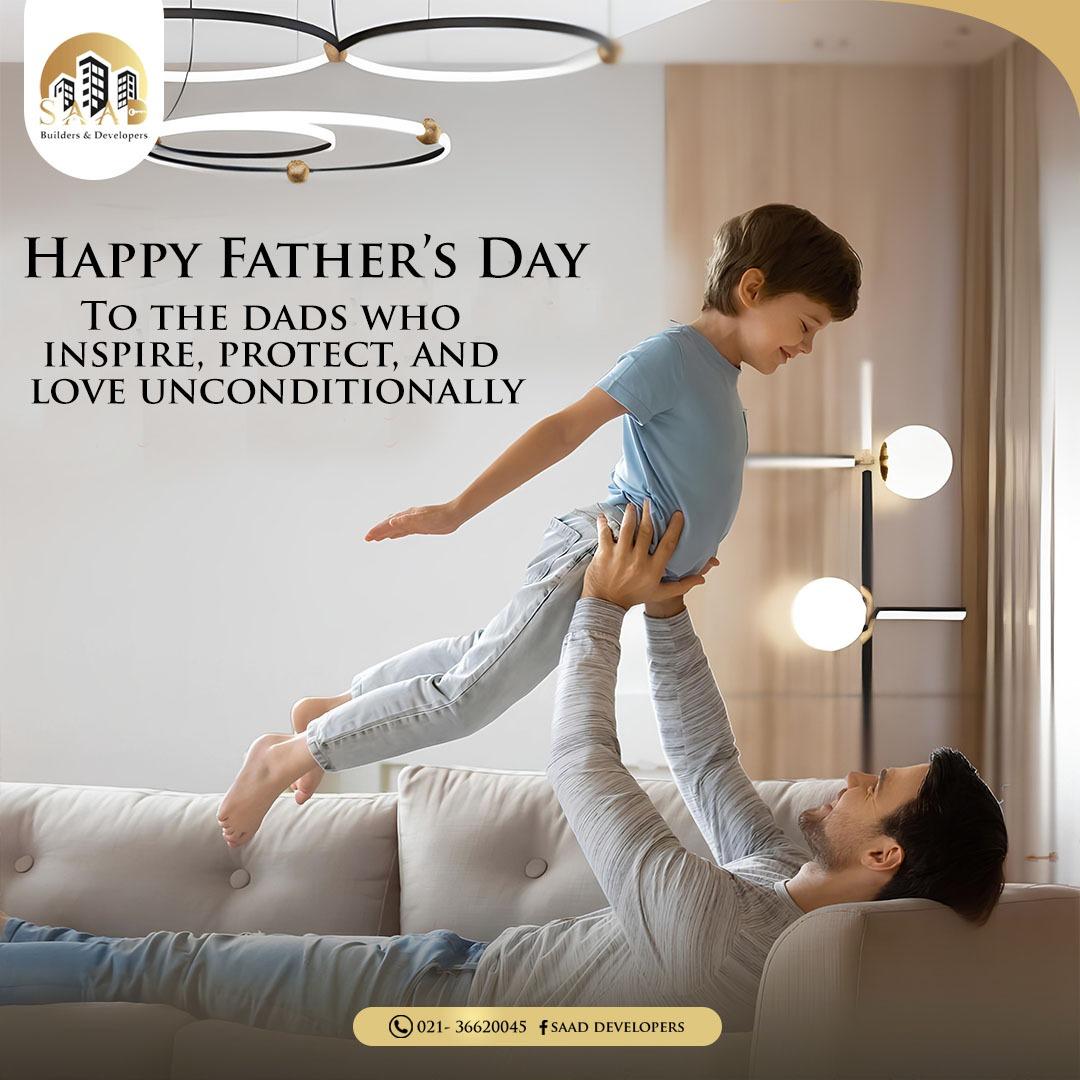 SAAD
Builders & Developers
HAPPY FATHER'S DAY
TO THE DADS WHO
INSPIRE, PROTECT, AND
LOVE UNCONDITIONALLY
021- 36620045 f SAAD DEVELOPERS